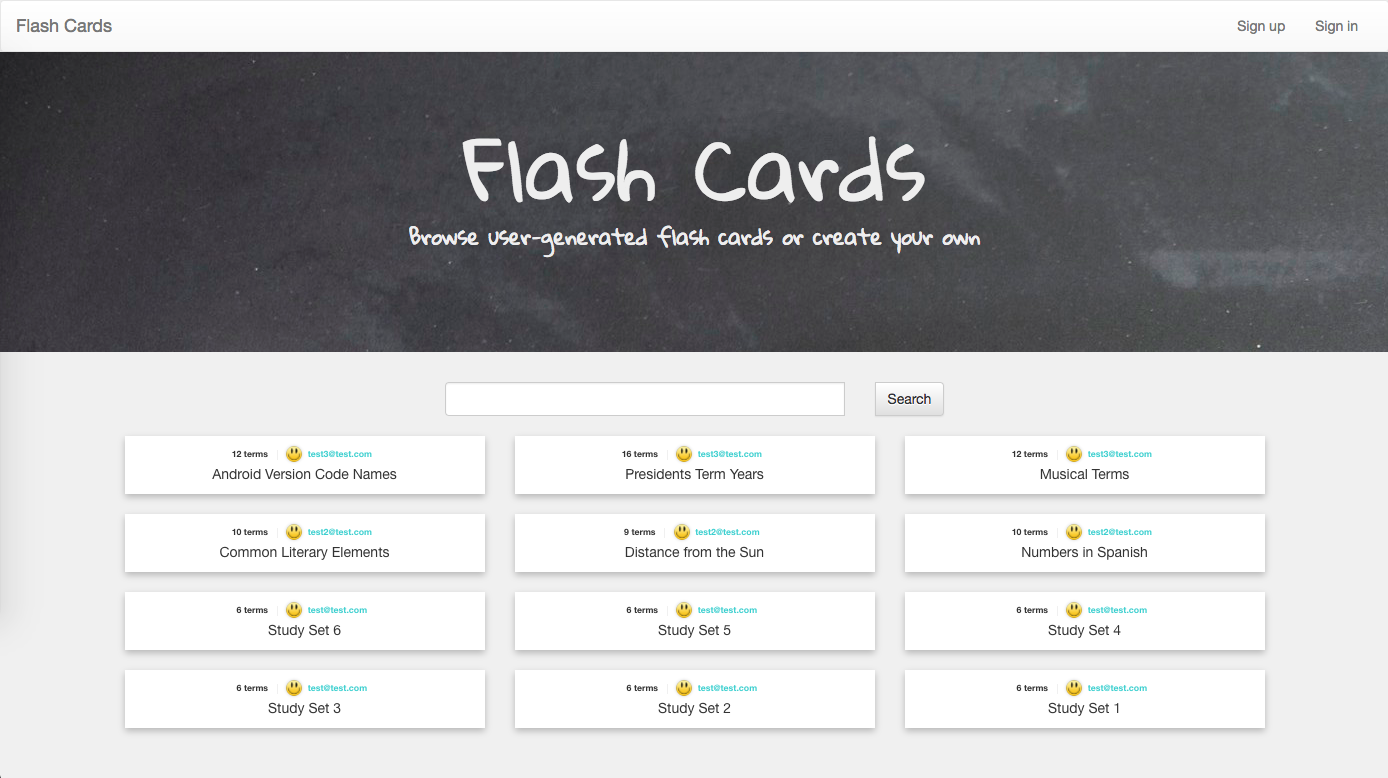 Flash Cards
Sign up
Sign in
Flash Cards
Browse user-generated flash cards or create your own
Search
12 terms test3@test.com
Android Version Code Names
16 terms test3@test.com
Presidents Term Years
12 terms test3@test.com
Musical Terms
10 terms test2@test.com
Common Literary Elements
9 terms test2@test.com
Distance from the Sun
10 terms test2@test.com
Numbers in Spanish
6 terms test@test.com
Study Set 6
6 terms test@test.com
Study Set 5
6 terms test@test.com
Study Set 4
6 terms test@test.com
Study Set 3
6 terms test@test.com
Study Set 2
6 terms test@test.com
Study Set 1